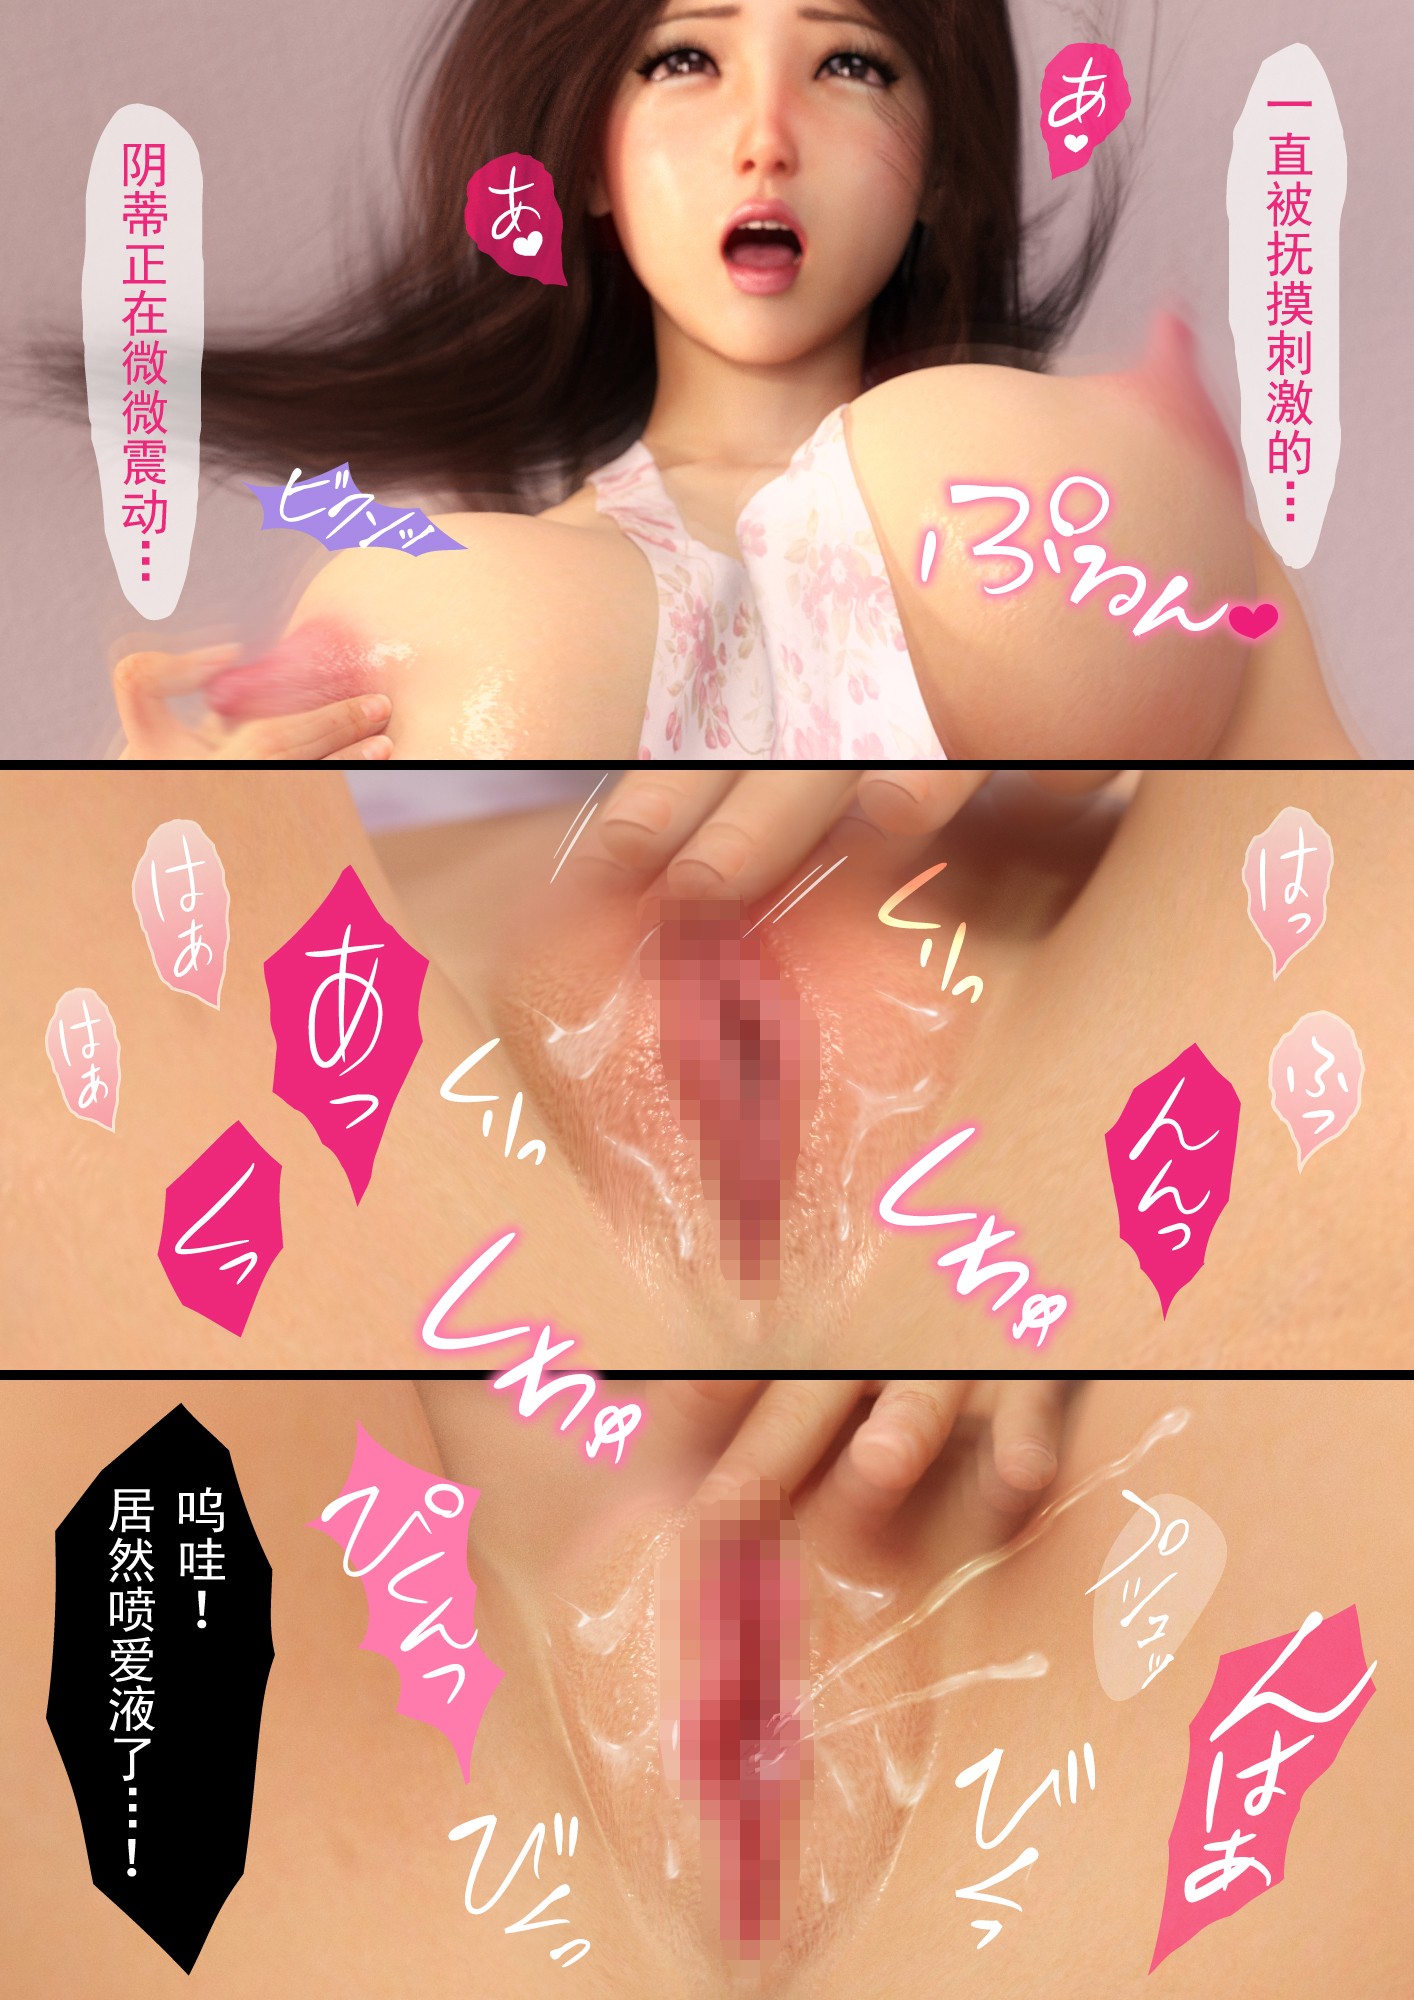 一直被抚摸刺激的…
あ♥
あ♥
阴蒂正在微微震动…
ぷるん♥
ビクンッ
はっ
ふっ
んんっ
くりっ
くちゅ
くりっ
くちゅ
あっ
くっ
はぁ
はぁ
プシュッ
んはぁ
びくっ
ぴくんっ
びくっ
呜哇！
居然喷爱液了…！